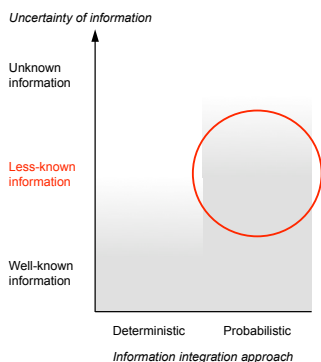 Uncertainty of information
Unknown
information
Less-known
information
Well-known
information
Deterministic
Probabilistic
Information integration approach